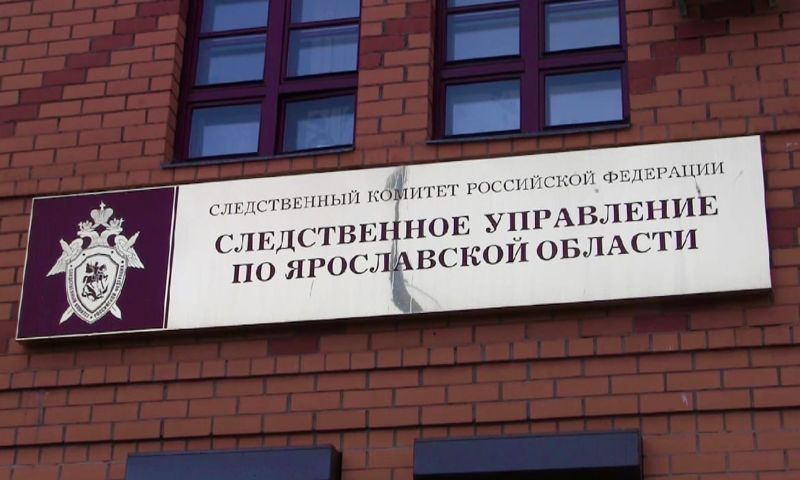 СЛЕДСТВЕННЫЙ КОМИТЕТ РОССИЙСКОЙ ФЕДЕРАЦИИ
СЛЕДСТВЕННОЕ УПРАВЛЕНИЕ
ПО ЯРОСЛАВСКОЙ ОБЛАСТИ